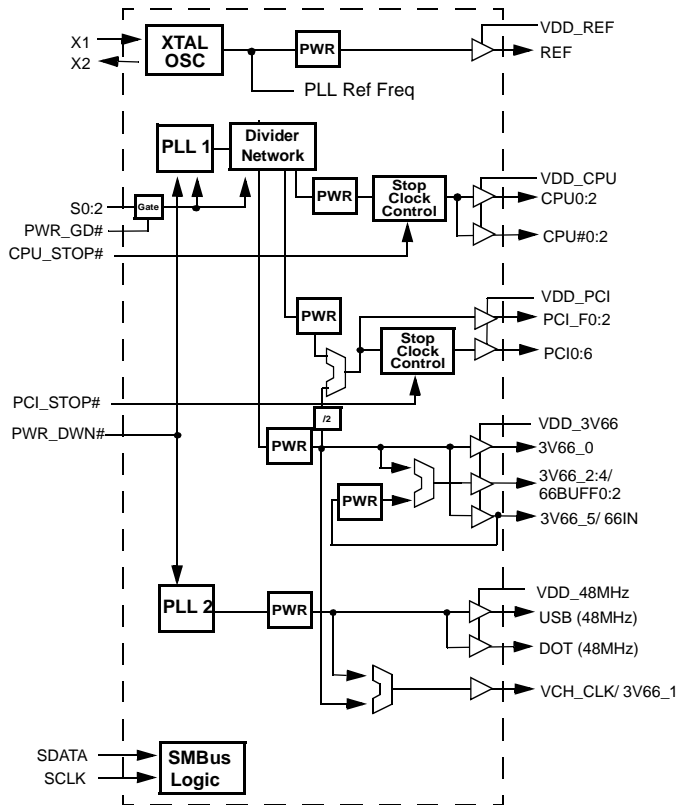 X1
X2
XTAL
OSC
PWR
VDD_REF
REF
PLL Ref Freq
PLL 1
Divider
Network
S0:2
Gate
PWR_GD#
CPU_STOP#
PWR
Stop
Clock
Control
VDD_CPU
CPU0:2
CPU#0:2
PWR
Stop
Clock
Control
VDD_PCI
PCI_F0:2
PCI0:6
PCI_STOP#
/2
PWR_DWN#
PWR
VDD_3V66
3V66_0
PWR
3V66_2:4/
66BUFF0:2
3V66_5/ 66IN
PLL 2
PWR
VDD_48MHz
USB (48MHz)
DOT (48MHz)
VCH_CLK/ 3V66_1
SDATA
SCLK
SMBus
Logic